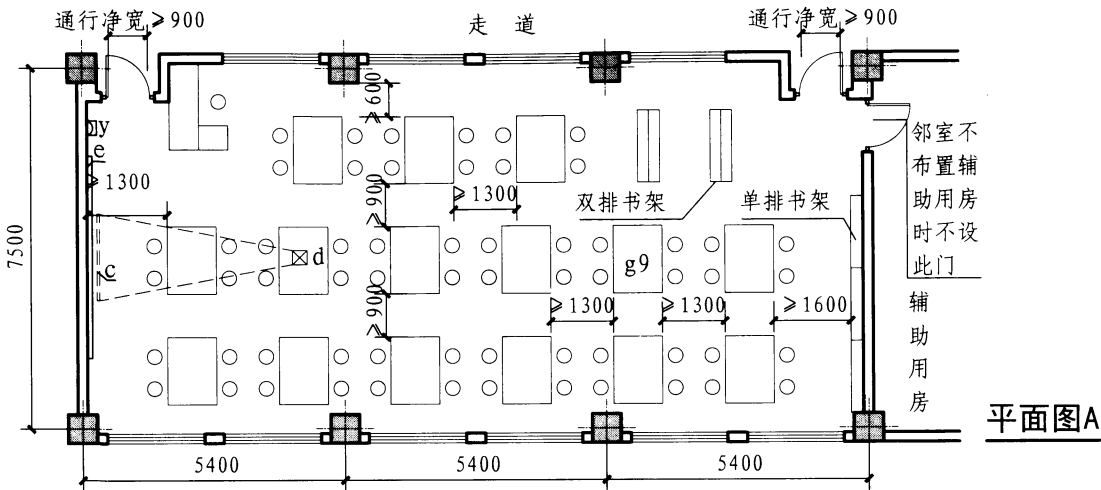 通行净宽≥900
走 道
通行净宽≥900
≥600
y
e
≥1300
≥900
≥1300
双排书架
单排书架
邻室不
布置辅
助用房
时不设
此门
7500
c
d
g9
≥900
≥1300
≥1300
≥1600
辅
助
用
房
平面图A
5400
5400
5400